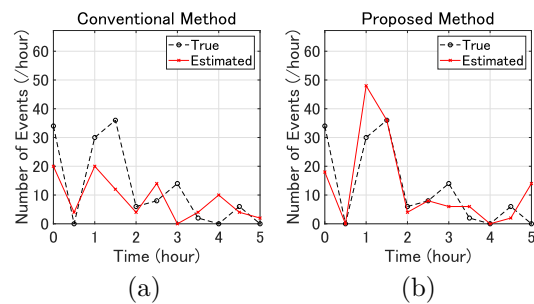 Conventional Method
Number of Events (/hour)
60
50
40
30
20
10
0
True
Estimated
0 1 2 3 4 5
Time (hour)
(a)
Proposed Method
Number of Events (/hour)
60
50
40
30
20
10
0
True
Estimated
0 1 2 3 4 5
Time (hour)
(b)